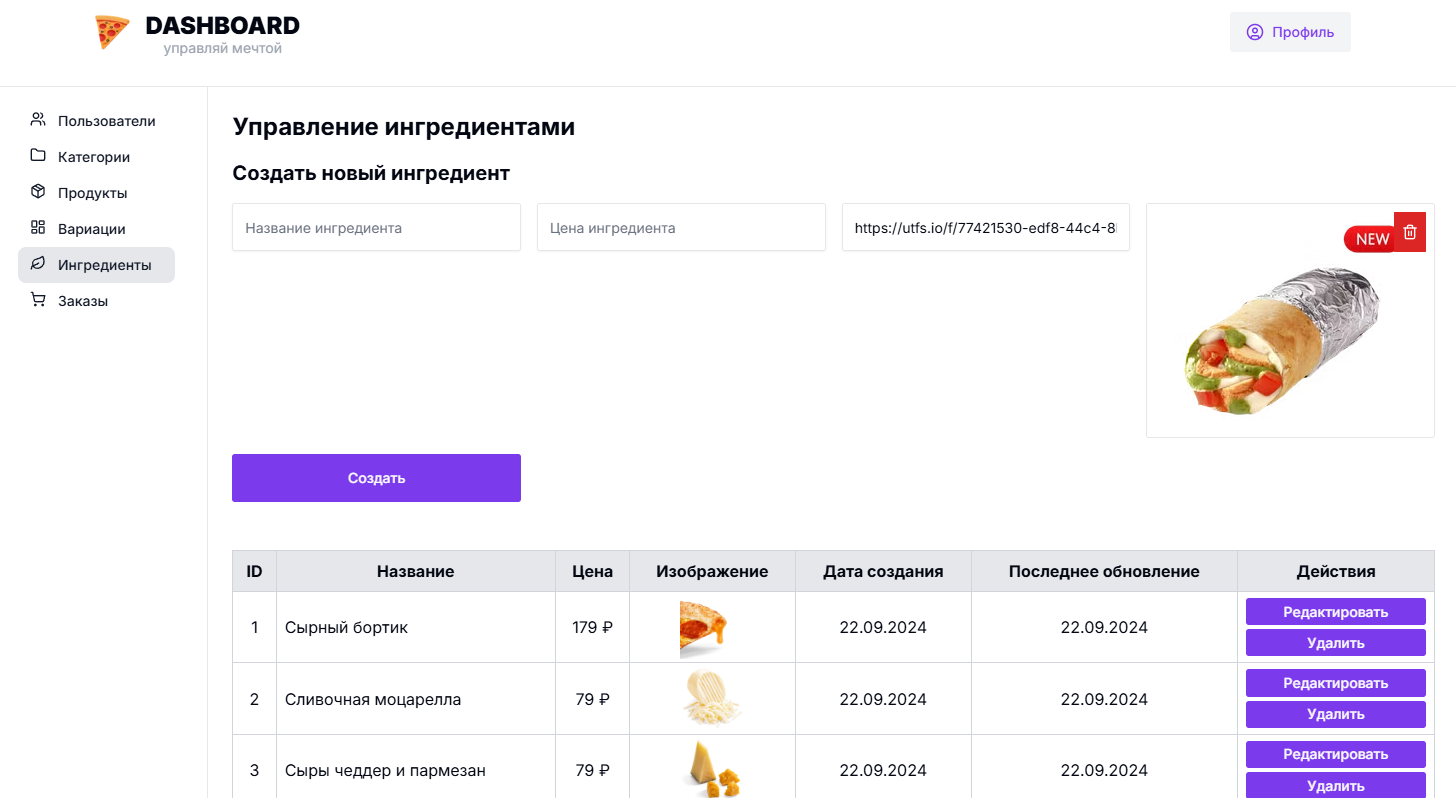 DASHBOARD
управляй мечтой
Профиль
Пользователи
Категории
Продукты
Вариации
Ингредиенты
Заказы
Управление ингредиентами
Создать новый ингредиент
Название ингредиента
Цена ингредиента
https://utfs.io/f/77421530-edf8-44c4-8
NEW
Создать
ID Название Цена Изображение Дата создания Последнее обновление Действия
1 Сырный бортик 179 ₽ 22.09.2024 22.09.2024 Редактировать
Удалить
2 Сливочная моцарелла 79 ₽ 22.09.2024 22.09.2024 Редактировать
Удалить
3 Сыры чеддер и пармезан 79 ₽ 22.09.2024 22.09.2024 Редактировать
Удалить